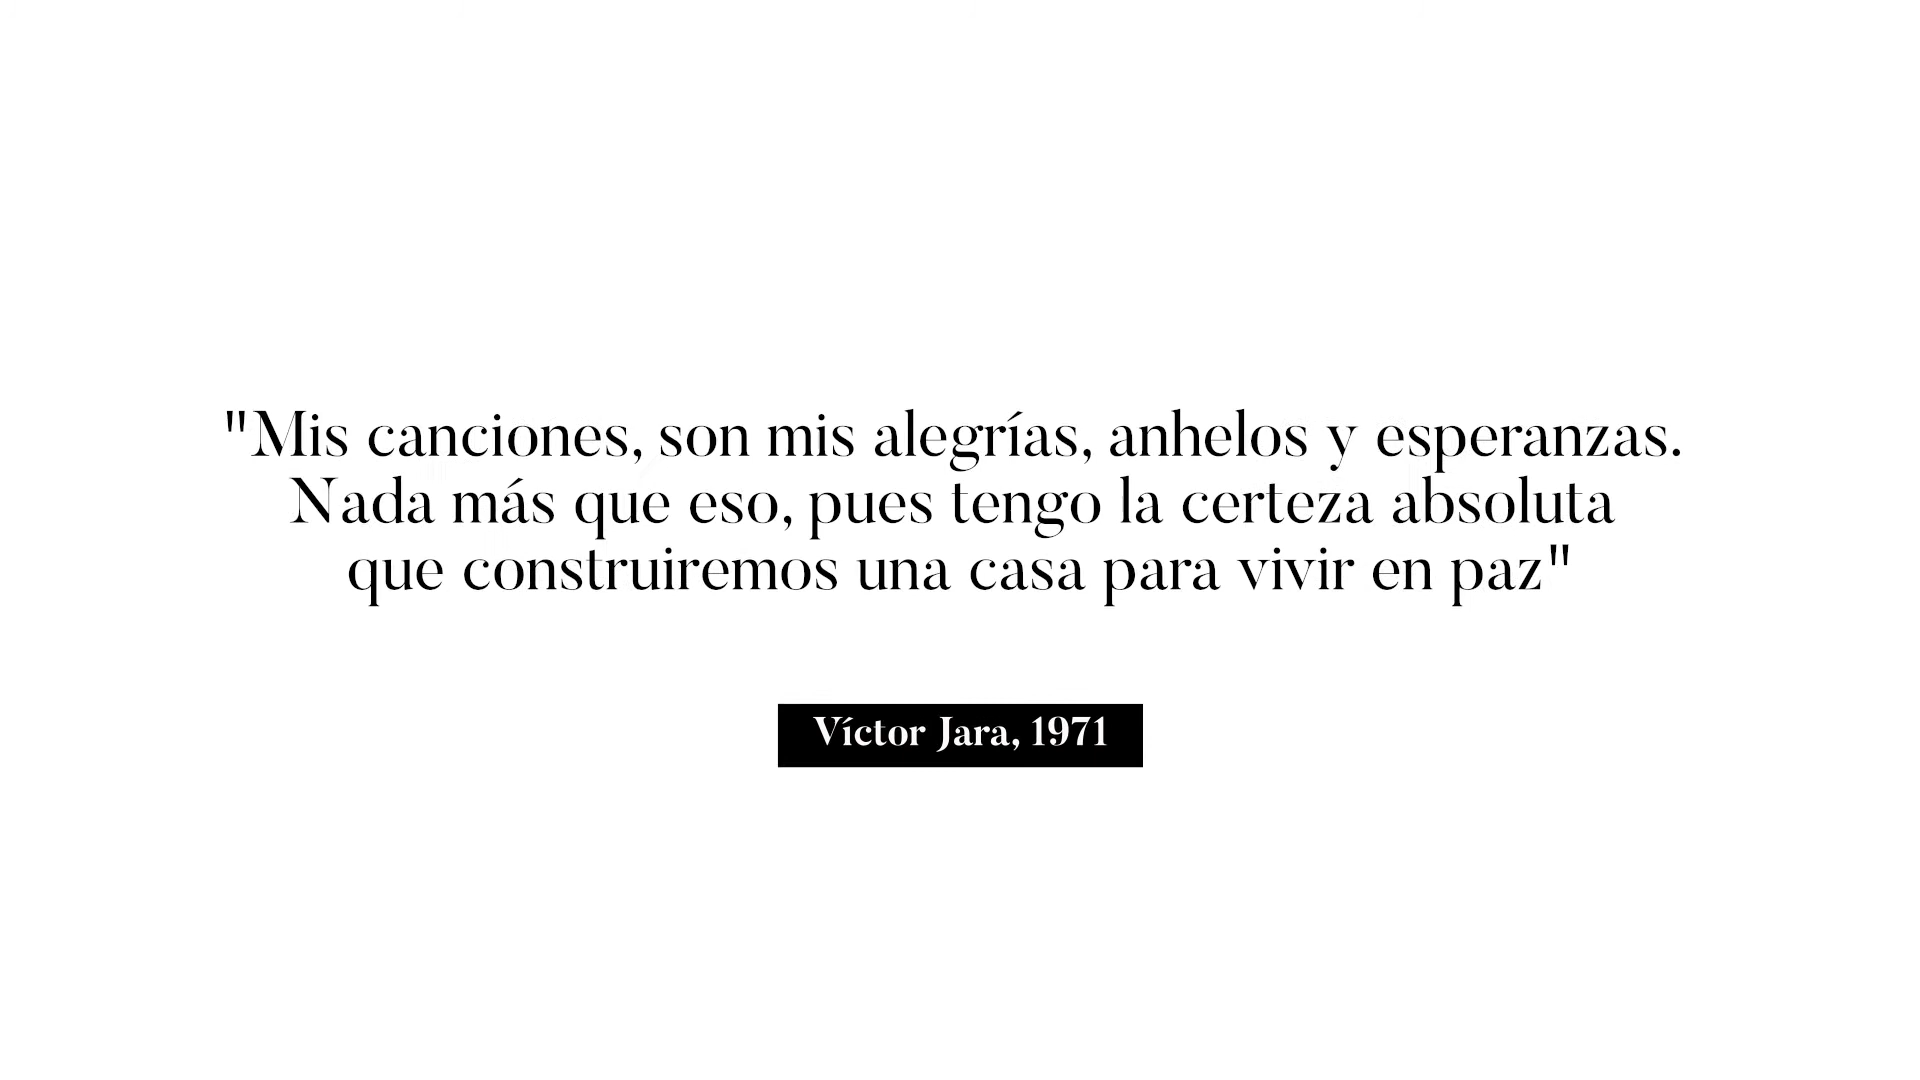 "Mis canciones, son mis alegrías, anhelos y esperanzas.
Nada más que eso, pues tengo la certeza absoluta
que construiremos una casa para vivir en paz"
Víctor Jara, 1971